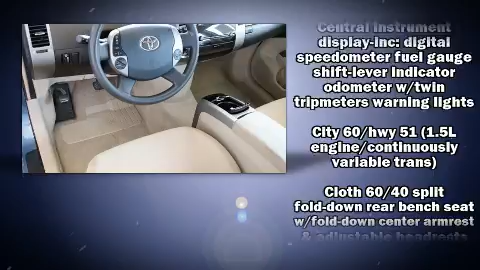 Central Instrument
display-inc: digital
speedometer fuel gauge
shift-lever indicator
odometer w/twin
tripmeters warning lights
City 60/hwy 51 (1.5L
engine/continuously
variable trans)
Cloth 60/40 split
fold-down rear bench seat
w/fold-down center armrest
& adjustable headrests